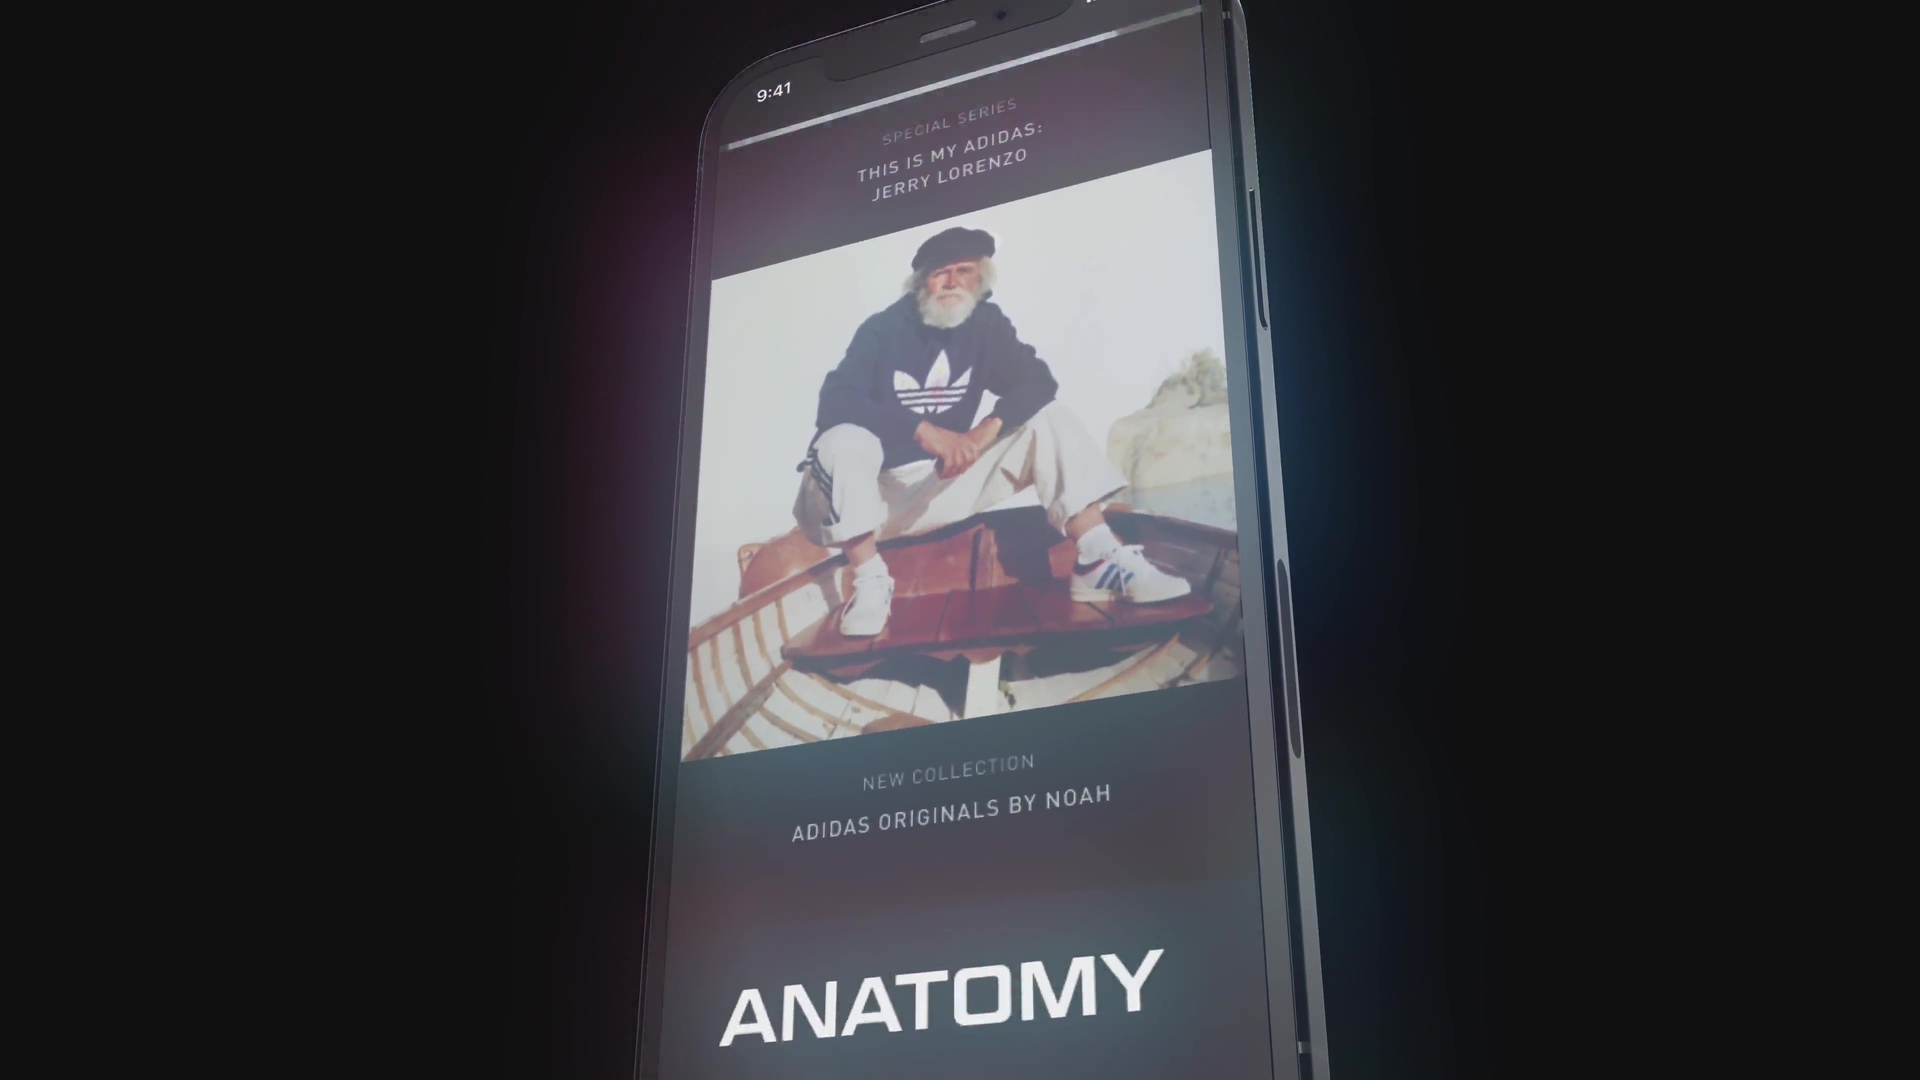 9:41
SPECIAL SERIES
THIS IS MY ADIDAS:
JERRY LORENZO
NEW COLLECTION
ADIDAS ORIGINALS BY NOAH
ANATOMY